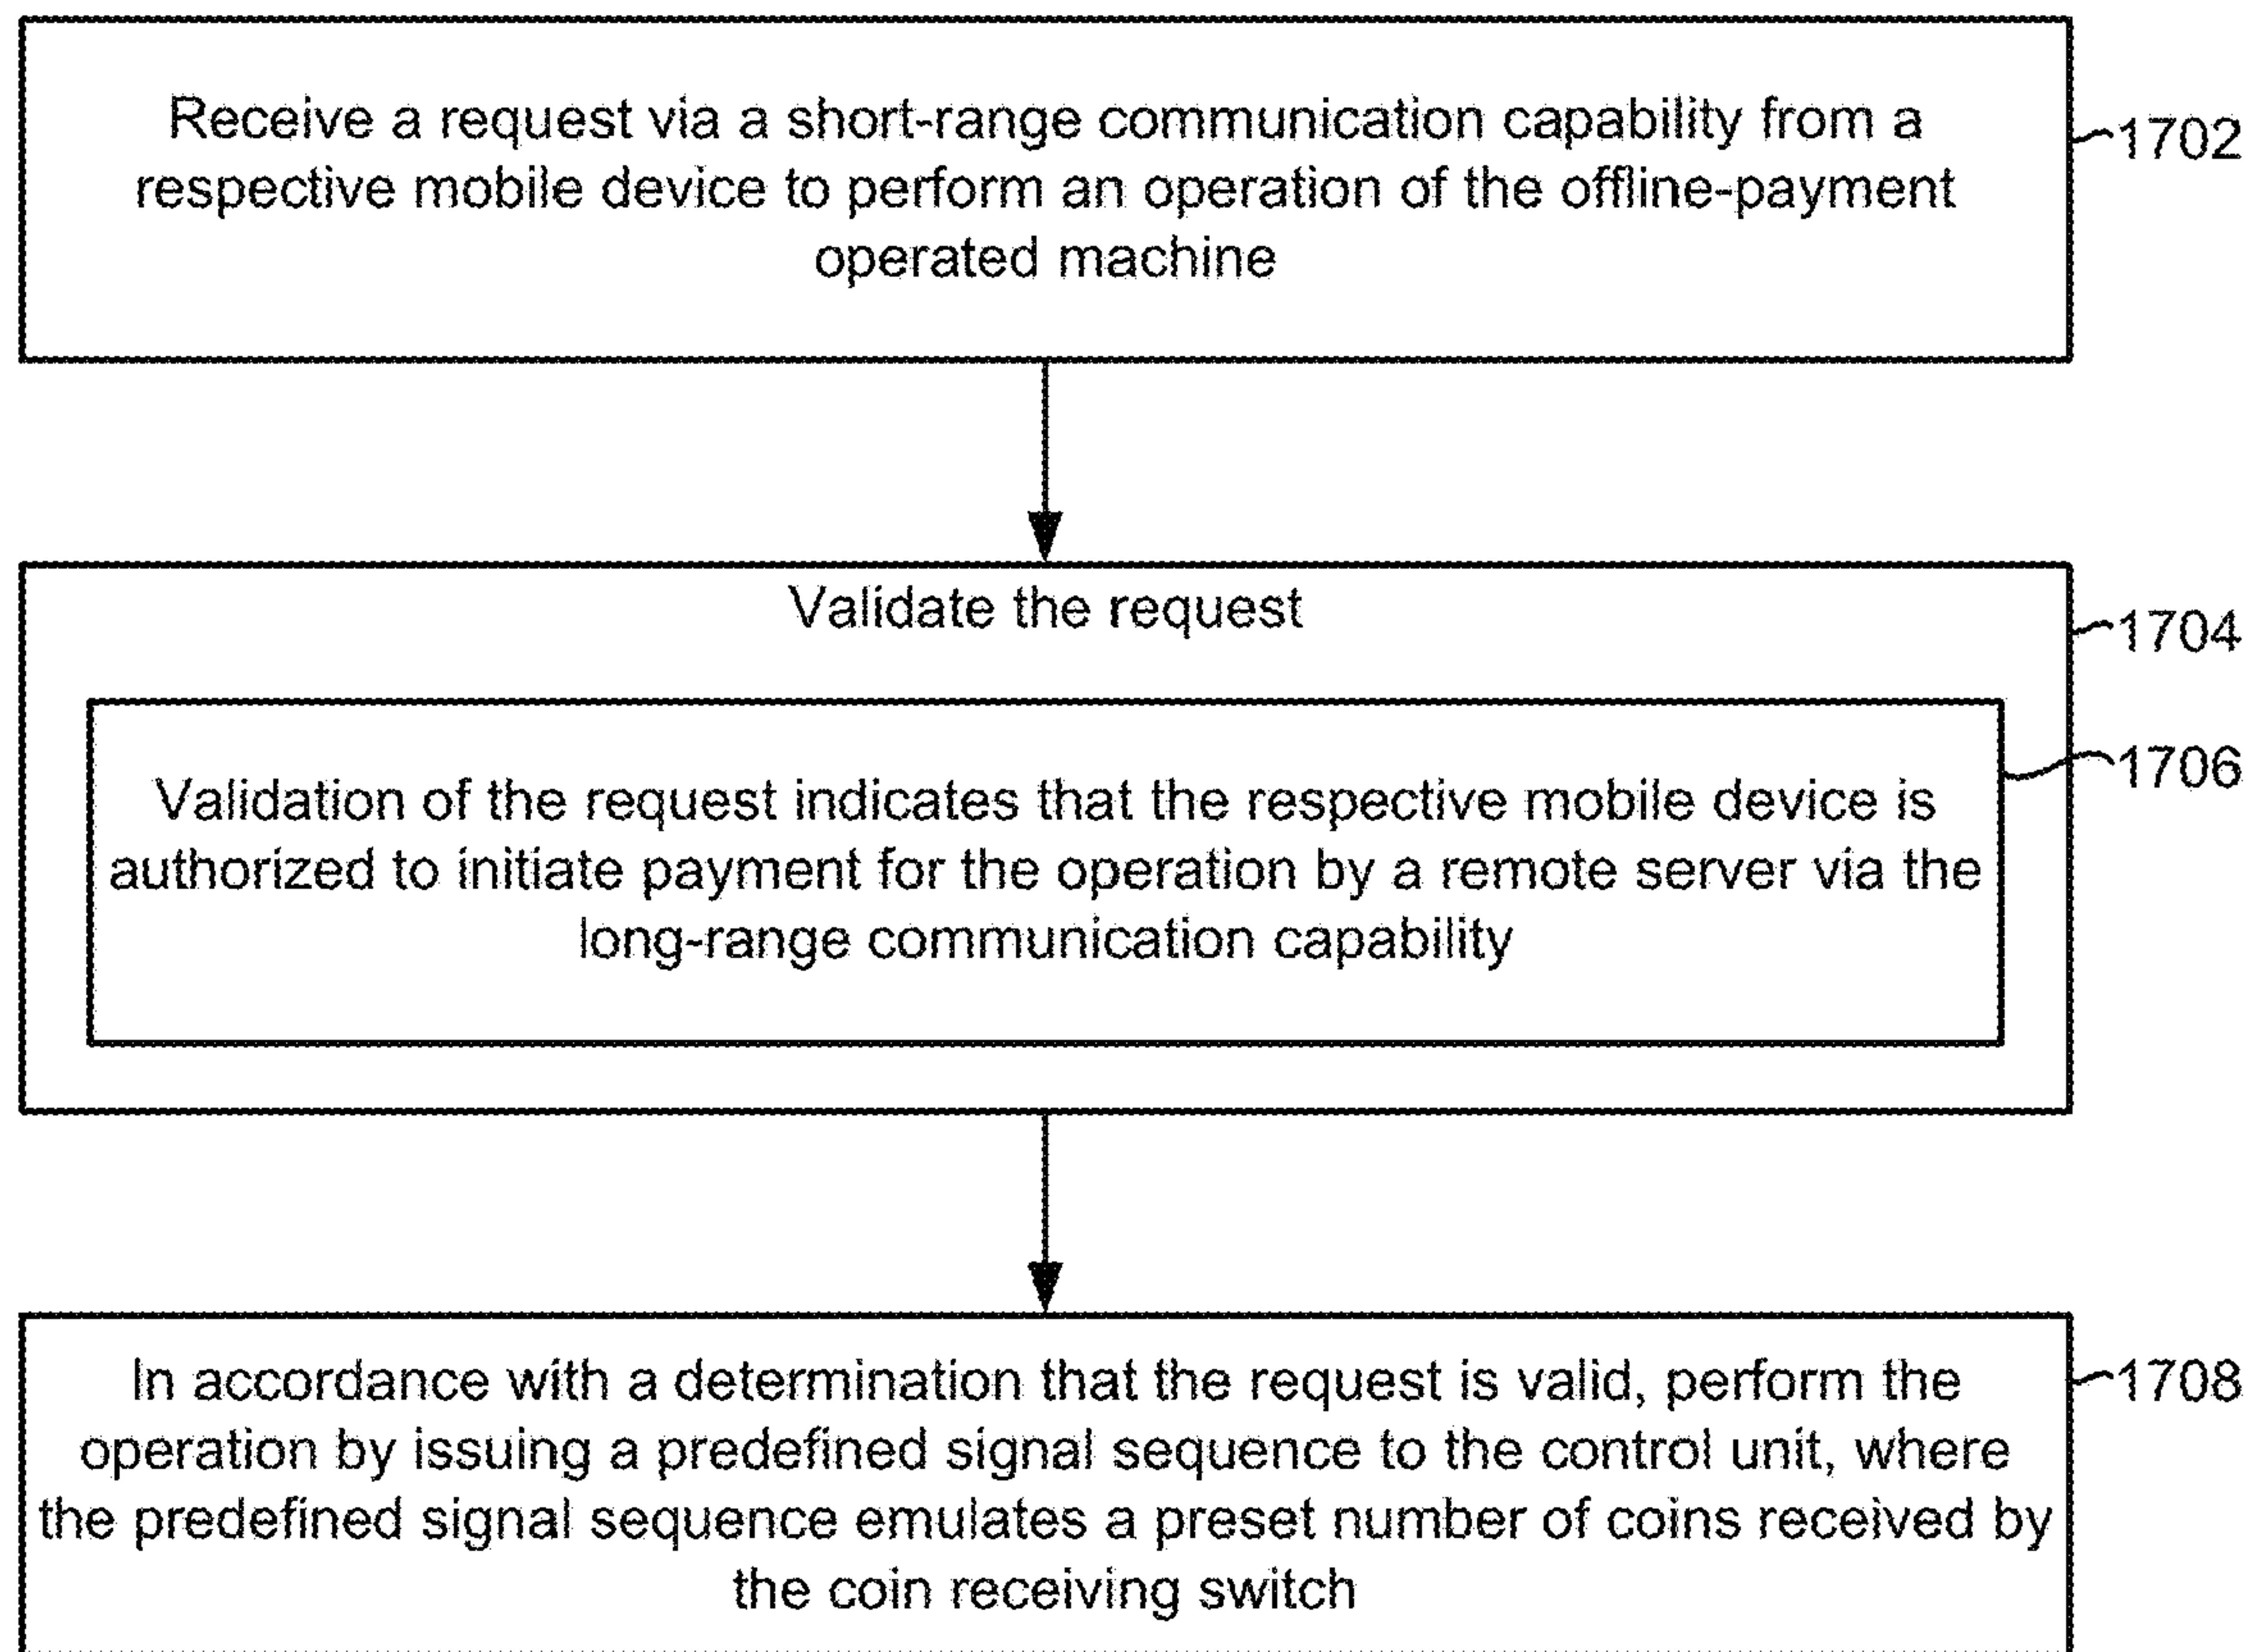 Receive a request via a short-range communication capability from a
respective mobile device to perform an operation of the offline-payment
operated machine
1702
Validate the request
1704
Validation of the request indicates that the respective mobile device is
authorized to initiate payment for the operation by a remote server via the
long-range communication capability
1706
In accordance with a determination that the request is valid, perform the
operation by issuing a predefined signal sequence to the control unit, where
the predefined signal sequence emulates a preset number of coins received by
the coin receiving switch
1708